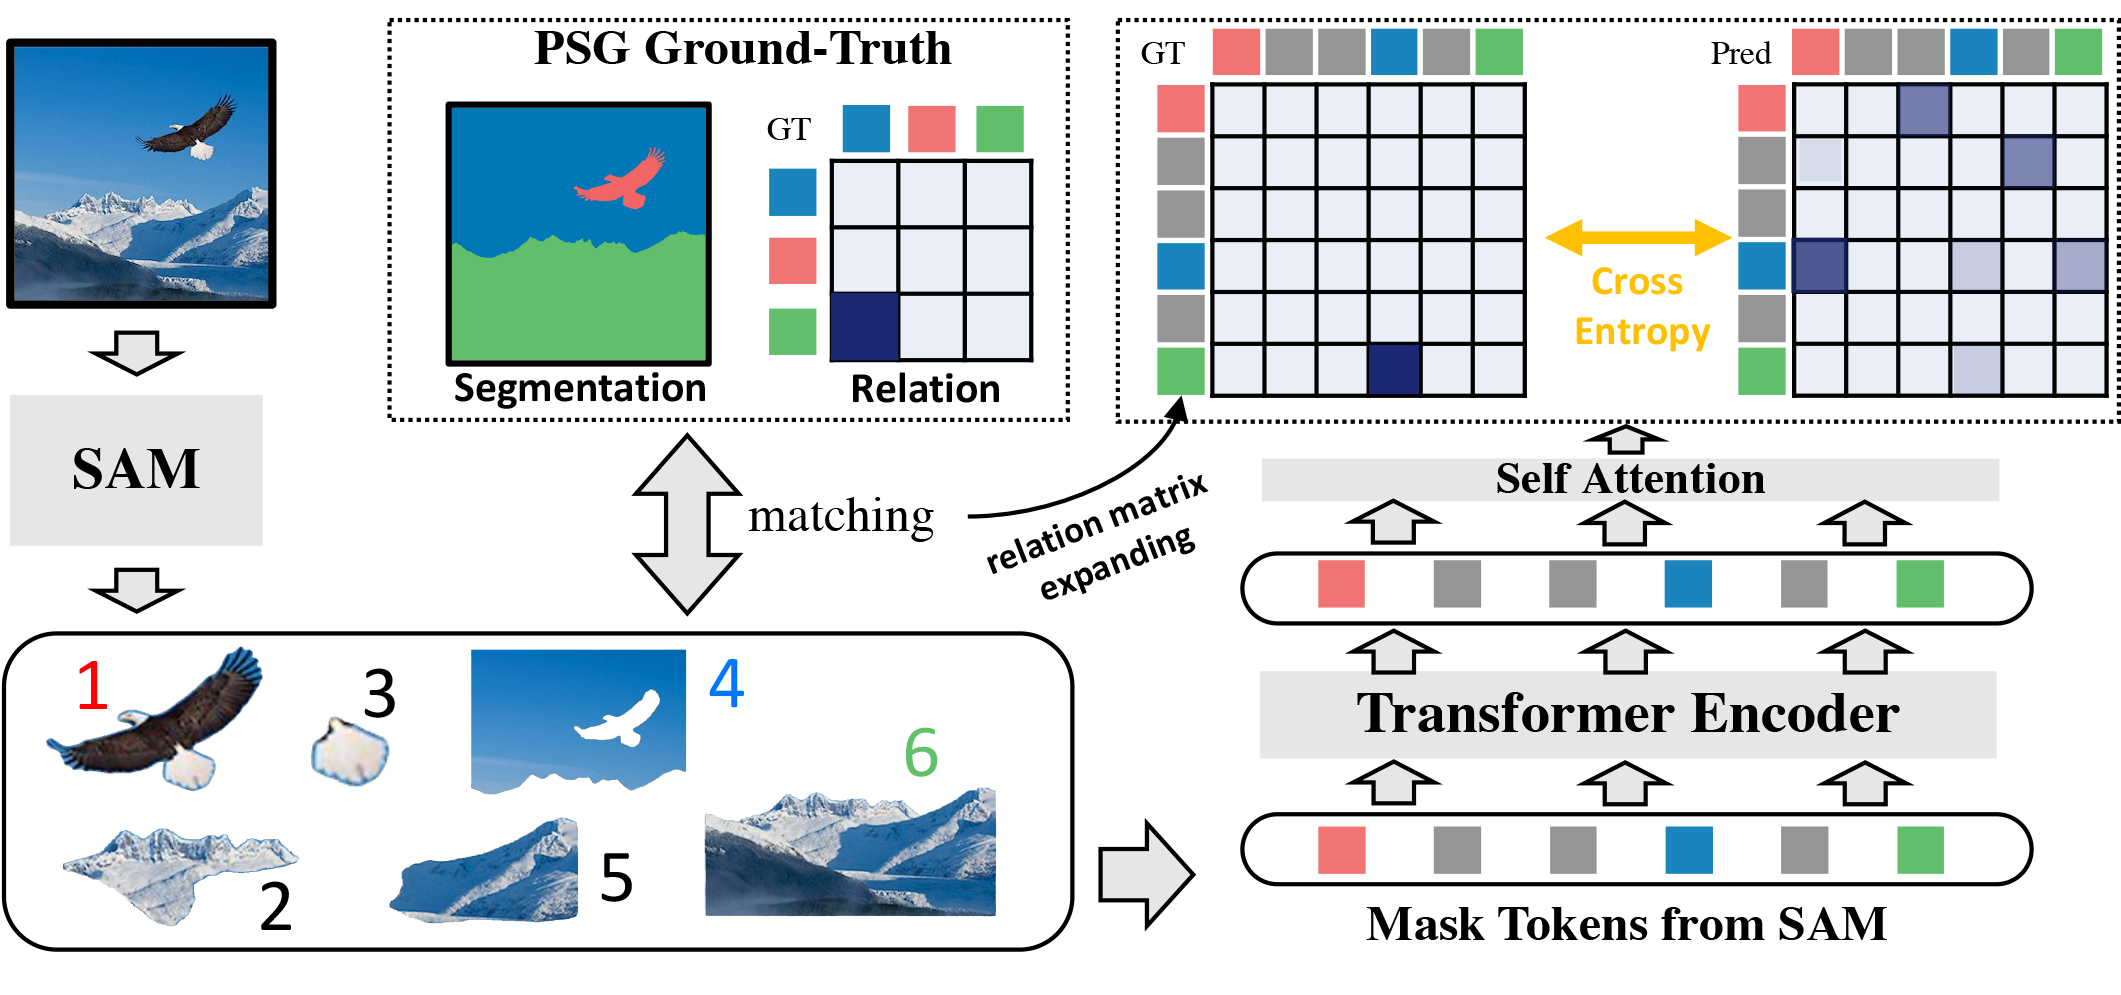 PSG Ground-Truth
GT
Segmentation
Relation
GT
Pred
Cross
Entropy
SAM
matching
relation matrix
expanding
Self Attention
Transformer Encoder
Mask Tokens from SAM
1
3
4
6
2
5